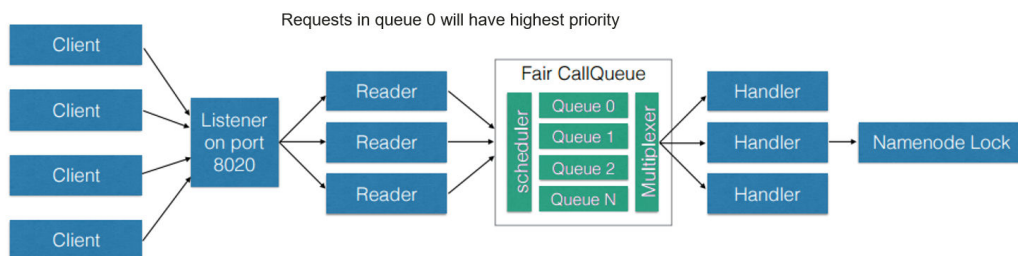 Requests in queue 0 will have highest priority
Client
Client
Client
Client
Listener
on port
8020
Reader
Reader
Reader
Fair CallQueue
scheduler
Queue 0
Queue 1
Queue 2
Queue N
Multiplexer
Handler
Handler
Handler
Namenode Lock